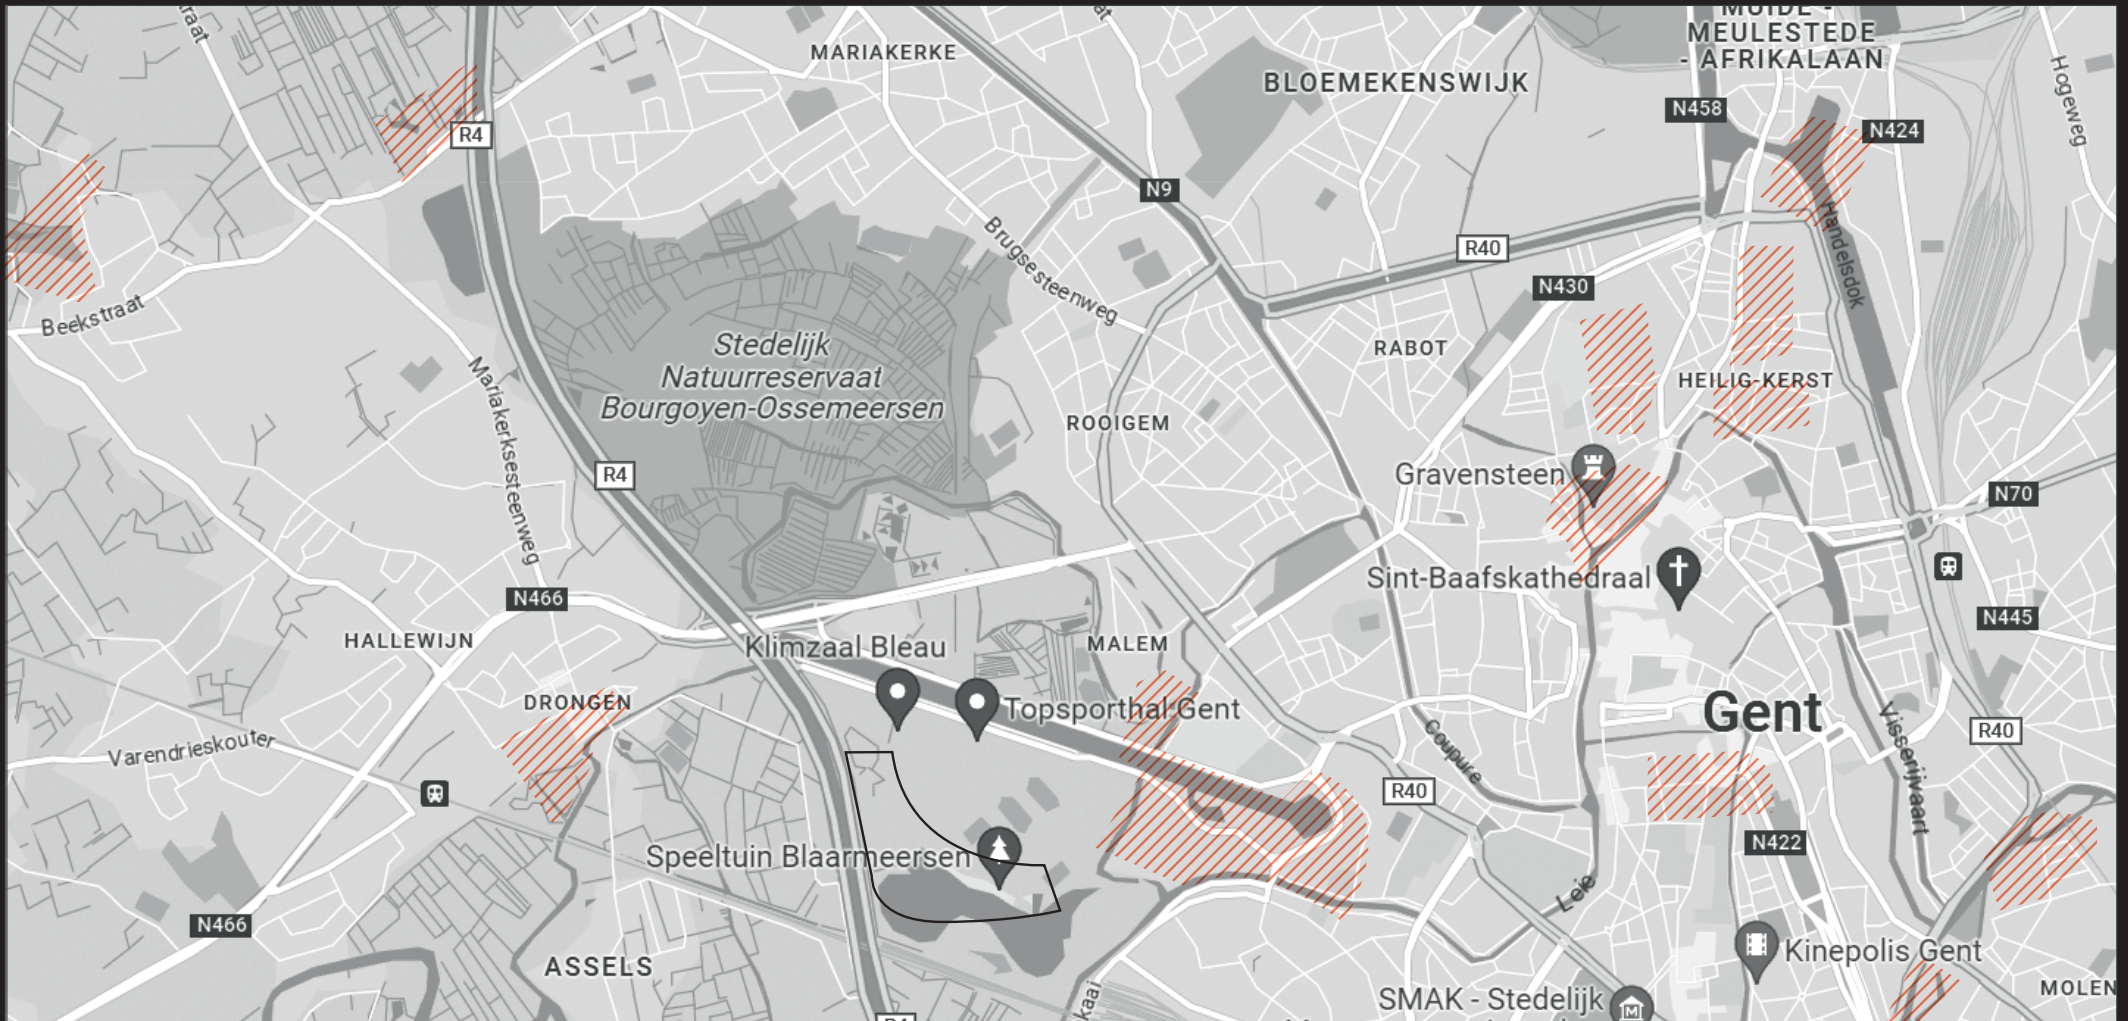 MUIDE -
MEULESTEDE
- AFRIKALAAN
MARIAKERKE
BLOEMEKENSWIJK
Hogeweg
N458
N424
R4
N9
Handelsdok
Brugsesteenweg
R40
N430
Beekstraat
Stedelijk
Natuurreservaat
Bourgoyen-Ossemeersen
RABOT
HEILIG-KERST
Mariakerksesteenweg
ROOIGEM
R4
Gravensteen
N70
Sint-Baafskathedraal
N466
N445
HALLEWIJN
Klimzaal Bleau
MALEM
DRONGEN
Topsporthal Gent
Gent
Varendrieskouter
Coupure
Visserijvaart
R40
R40
N422
Speeltuin Blaarmeersen
Leie
N466
ASSELS
Kinepolis Gent
MOLEN
SMAK - Stedelijk
kaai
R4